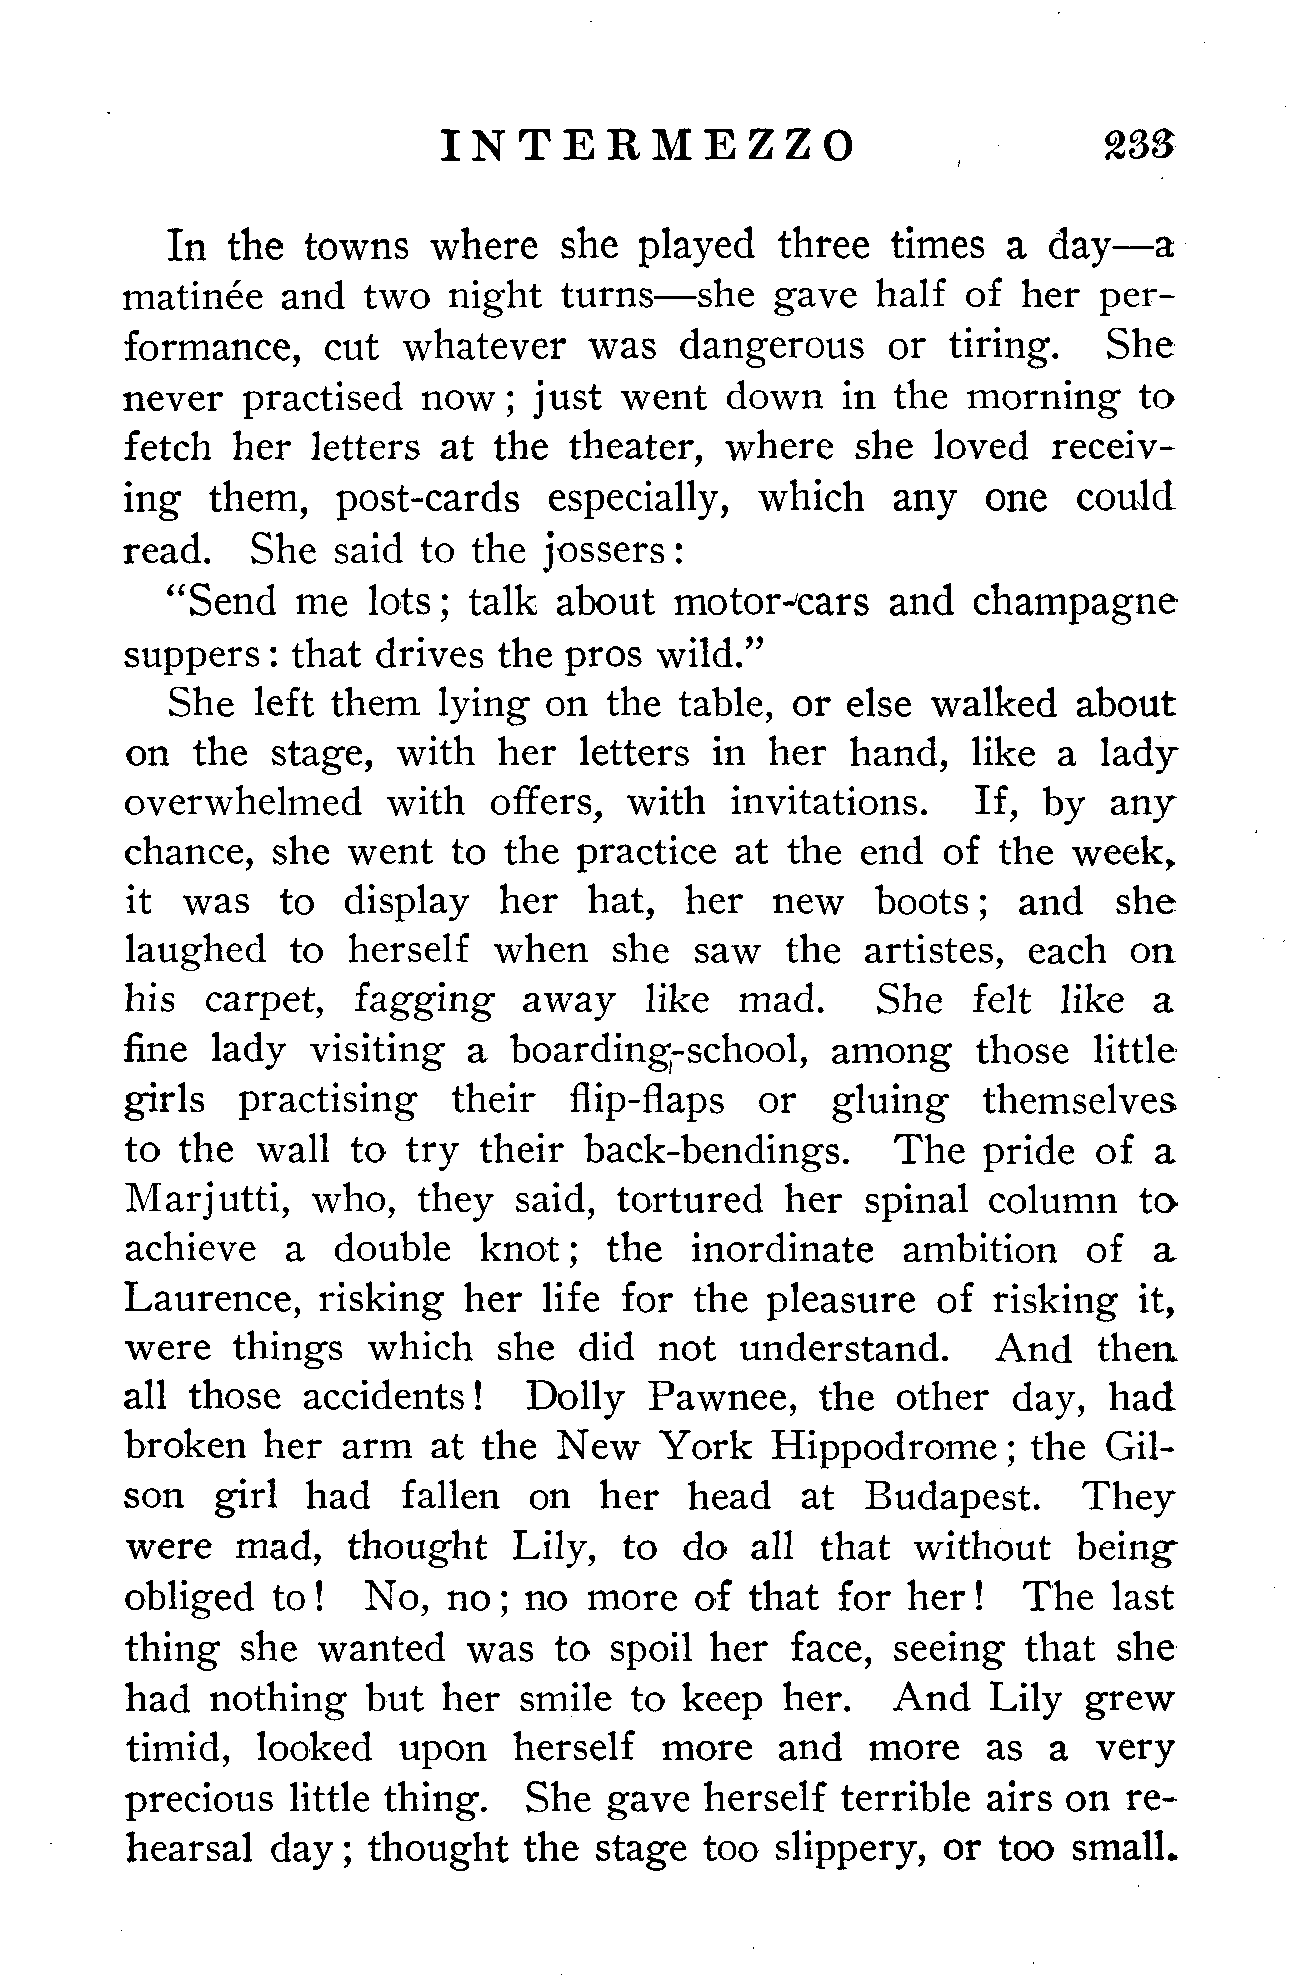 INTERMEZZO 233
In the towns where she played three times a day—a
matinée and two night turns—she gave half of her per-
formance, cut whatever was dangerous or tiring. She
never practised now; just went down in the morning to
fetch her letters at the theater, where she loved receiv-
ing them, post-cards especially, which any one could
read. She said to the jossers:
“Send me lots; talk about motor-cars and champagne
suppers: that drives the pros wild.”
She left them lying on the table, or else walked about
on the stage, with her letters in her hand, like a lady
overwhelmed with offers, with invitations. If, by any
chance, she went to the practice at the end of the week,
it was to display her hat, her new boots; and she
laughed to herself when she saw the artistes, each on
his carpet, fagging away like mad. She felt like a
fine lady visiting a boarding-school, among those little
girls practising their flip-flaps or gluing themselves
to the wall to try their back-bendings. The pride of a
Marjutti, who, they said, tortured her spinal column to
achieve a double knot; the inordinate ambition of a
Laurence, risking her life for the pleasure of risking it,
were things which she did not understand. And then
all those accidents! Dolly Pawnee, the other day, had
broken her arm at the New York Hippodrome; the Gil-
son girl had fallen on her head at Budapest. They
were mad, thought Lily, to do all that without being
obliged to! No, no; no more of that for her! The last
thing she wanted was to spoil her face, seeing that she
had nothing but her smile to keep her. And Lily grew
timid, looked upon herself more and more as a very
precious little thing. She gave herself terrible airs on re-
hearsal day; thought the stage too slippery, or too small.